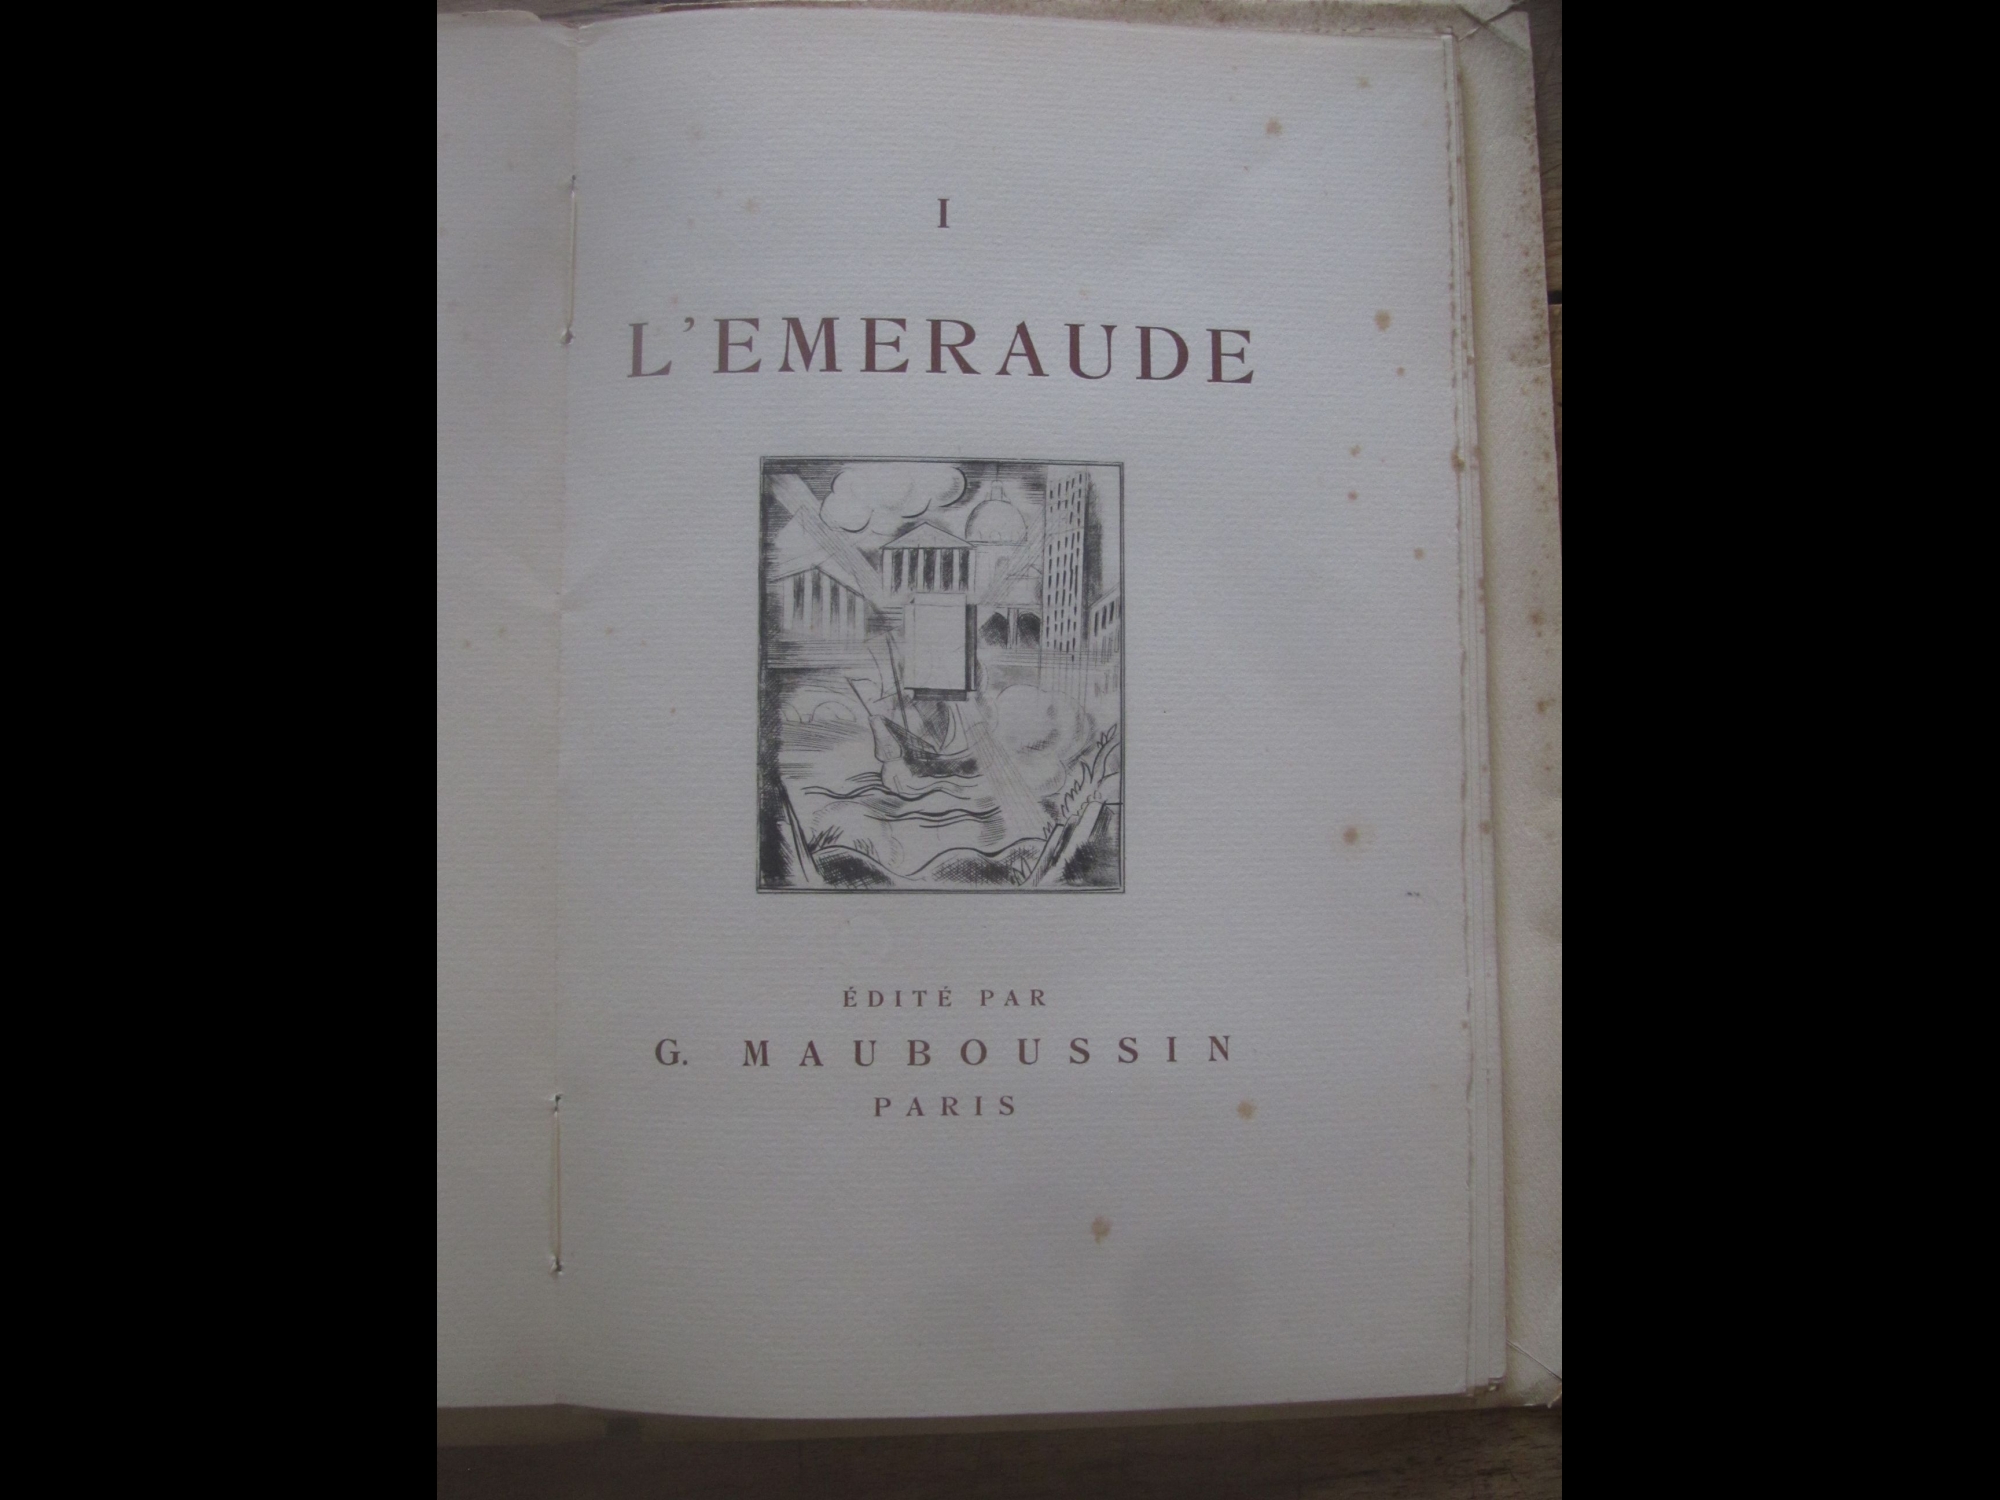 I
L'EMERAUDE
ÉDITÉ PAR
G. MAUBOUSSIN
PARIS